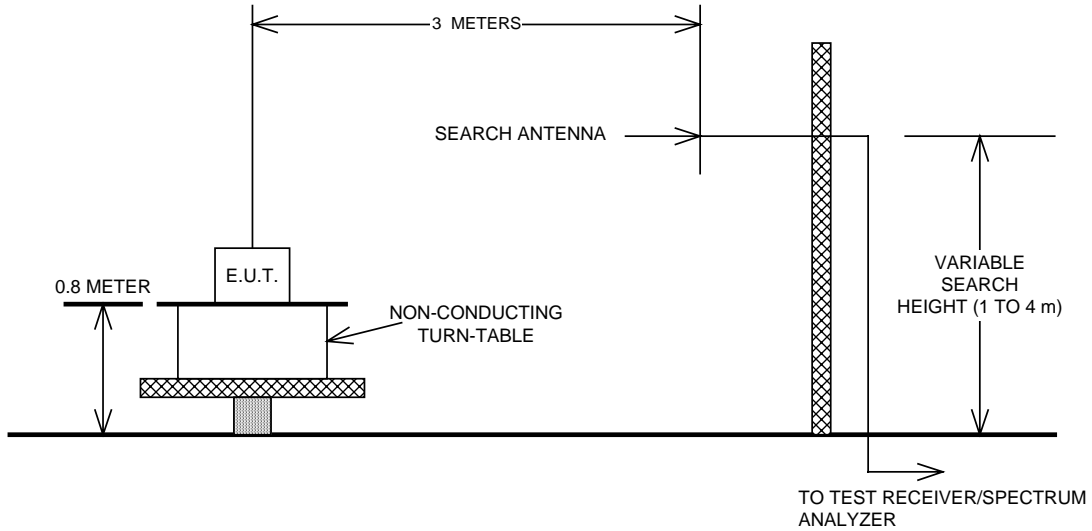 3 METERS
SEARCH ANTENNA
E.U.T.
0.8 METER
NON-CONDUCTING
TURN-TABLE
VARIABLE
SEARCH
HEIGHT (1 TO 4 m)
TO TEST RECEIVER/SPECTRUM
ANALYZER